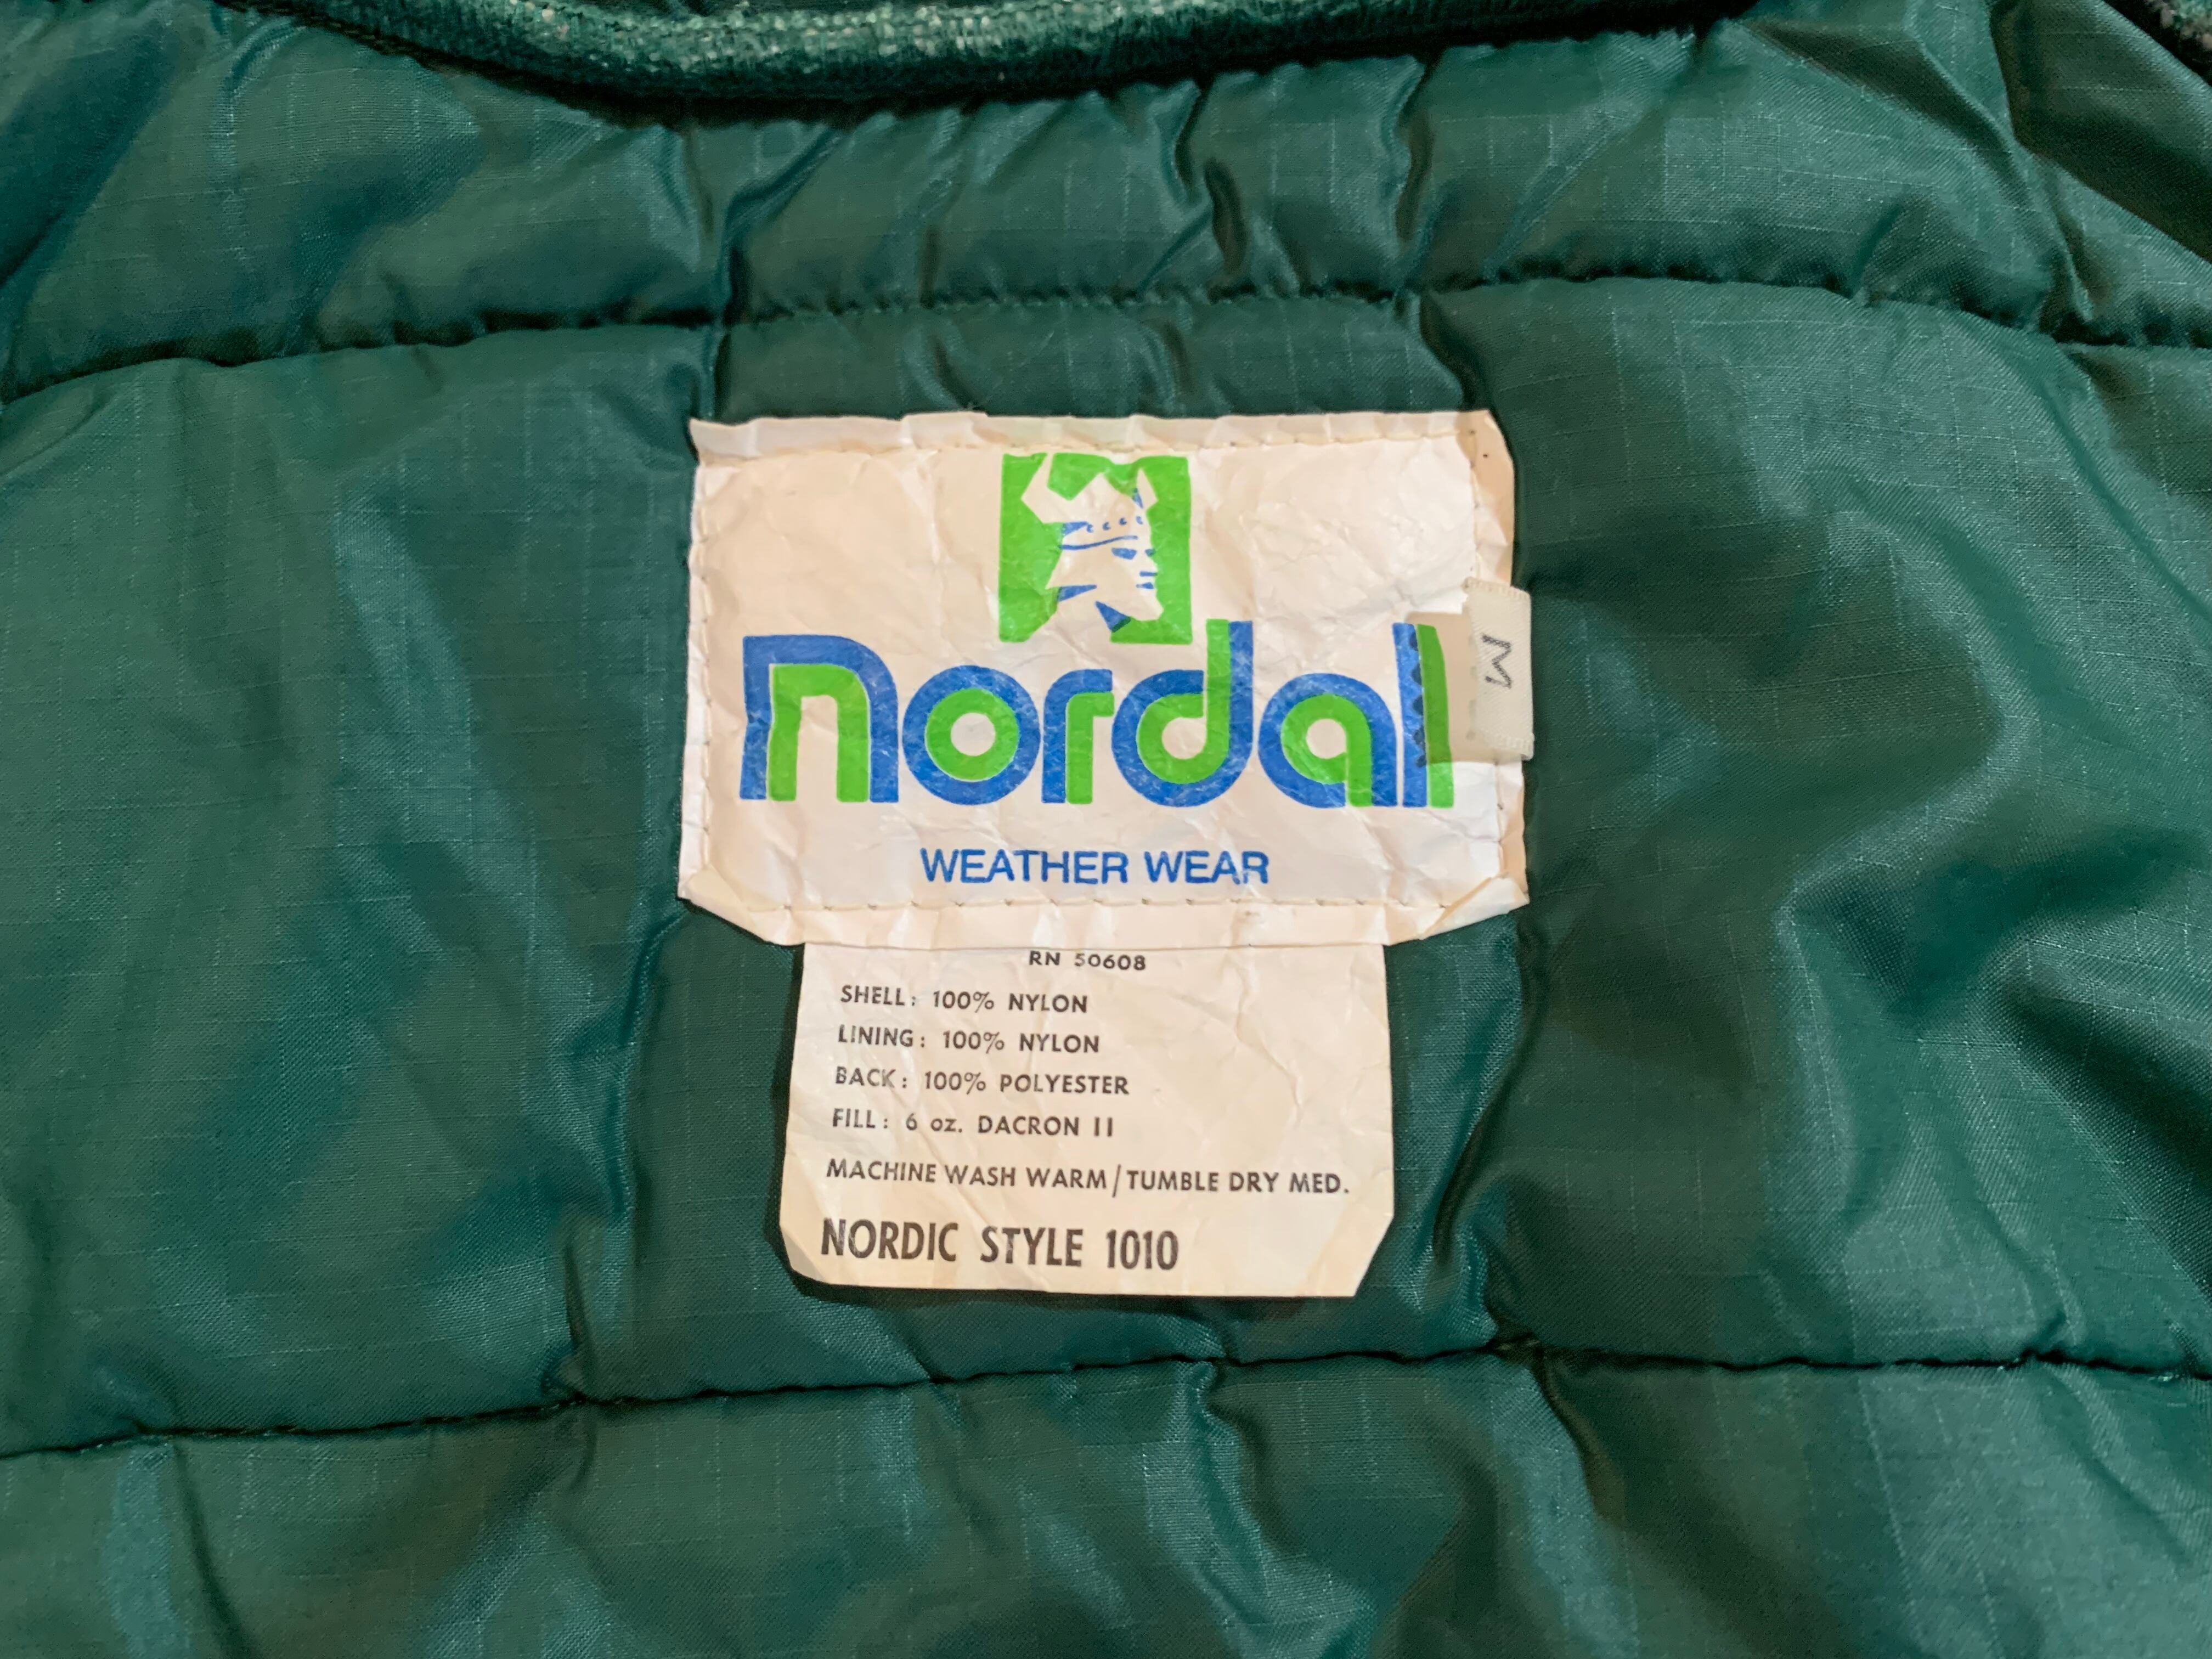 nordal
M
WEATHER WEAR
RN 50608
SHELL: 100% NYLON
LINING: 100% NYLON
BACK: 100% POLYESTER
FILL: 6 oz. DACRON II
MACHINE WASH WARM/TUMBLE DRY MED.
NORDIC STYLE 1010